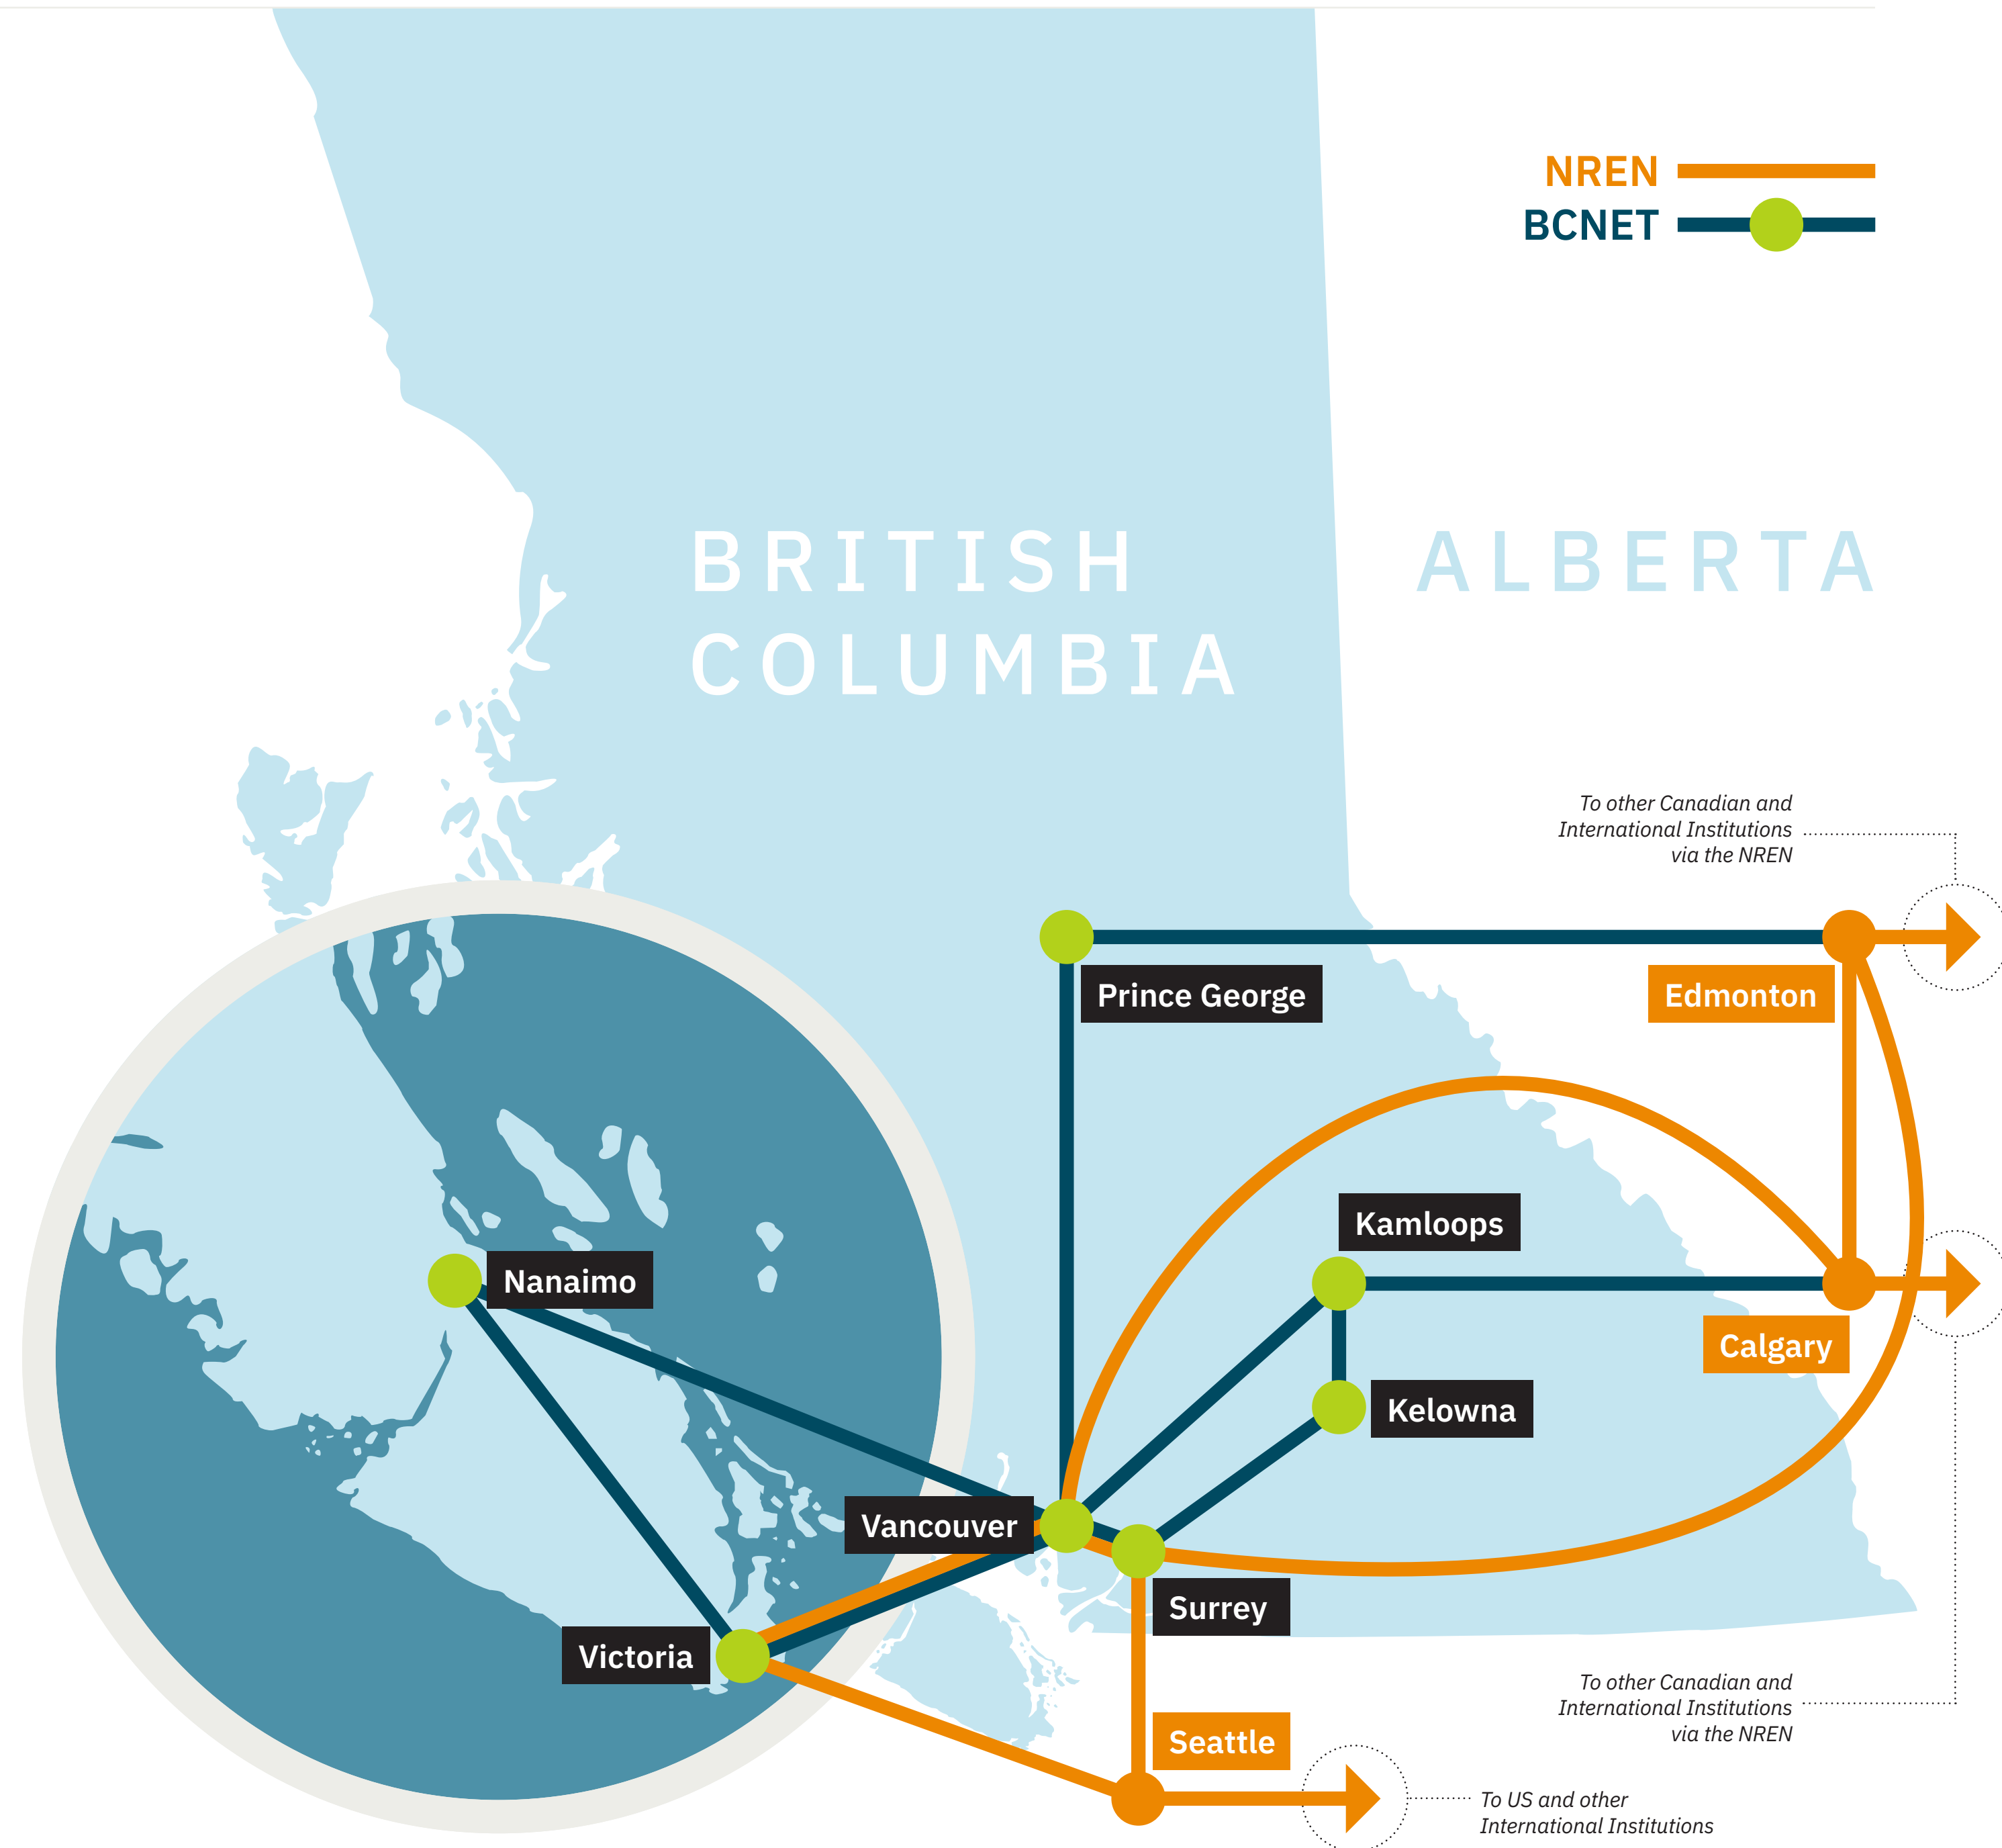 NREN
BCNET
BRITISH
COLUMBIA
ALBERTA
To other Canadian and
International Institutions
via the NREN
Prince George
Edmonton
Kamloops
Nanaimo
Calgary
Kelowna
Vancouver
Surrey
Victoria
To other Canadian and
International Institutions
via the NREN
Seattle
To US and other
International Institutions